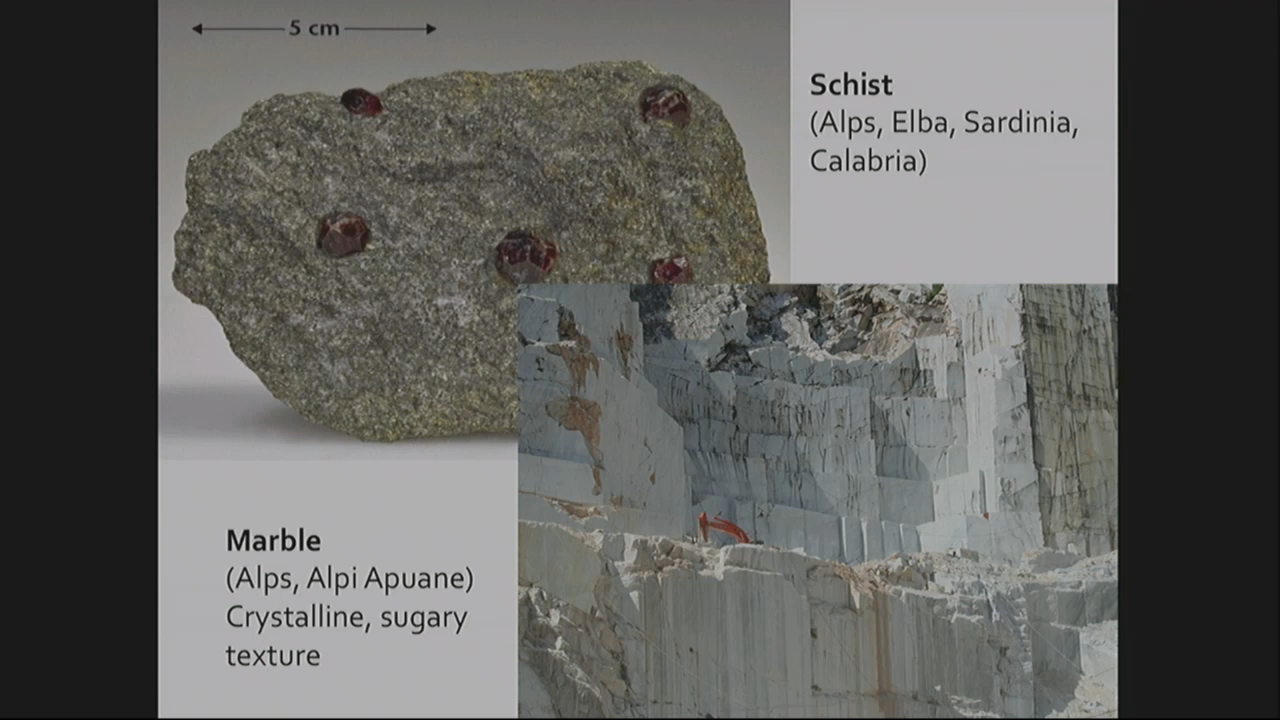 5 cm
Schist
(Alps, Elba, Sardinia,
Calabria)
Marble
(Alps, Alpi Apuane)
Crystalline, sugary
texture